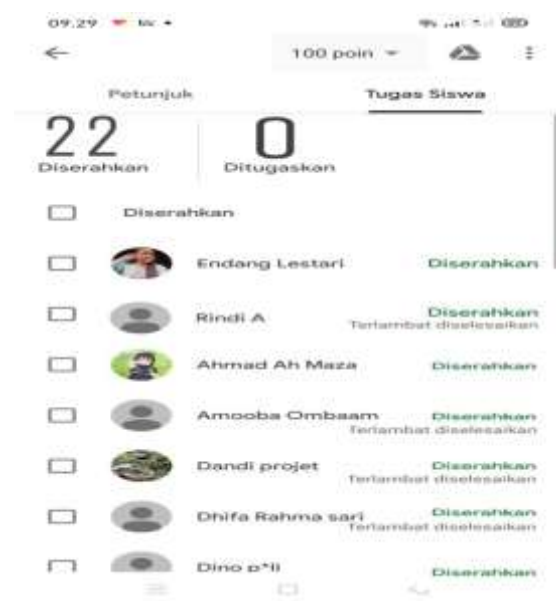 09.29
100 poin
Petunjuk Tugas Siswa
22 0
Diserahkan Ditugaskan
Diserahkan
Endang Lestari Diserahkan
Rindi A Diserahkan
Terlambat diselesaikan
Ahmad Ah Maza Diserahkan
Amooba Ombaam Diserahkan
Terlambat diselesaikan
Dandi projet Diserahkan
Terlambat diselesaikan
Dhifa Rahma sari Diserahkan
Terlambat diselesaikan
Dino p*li Diserahkan